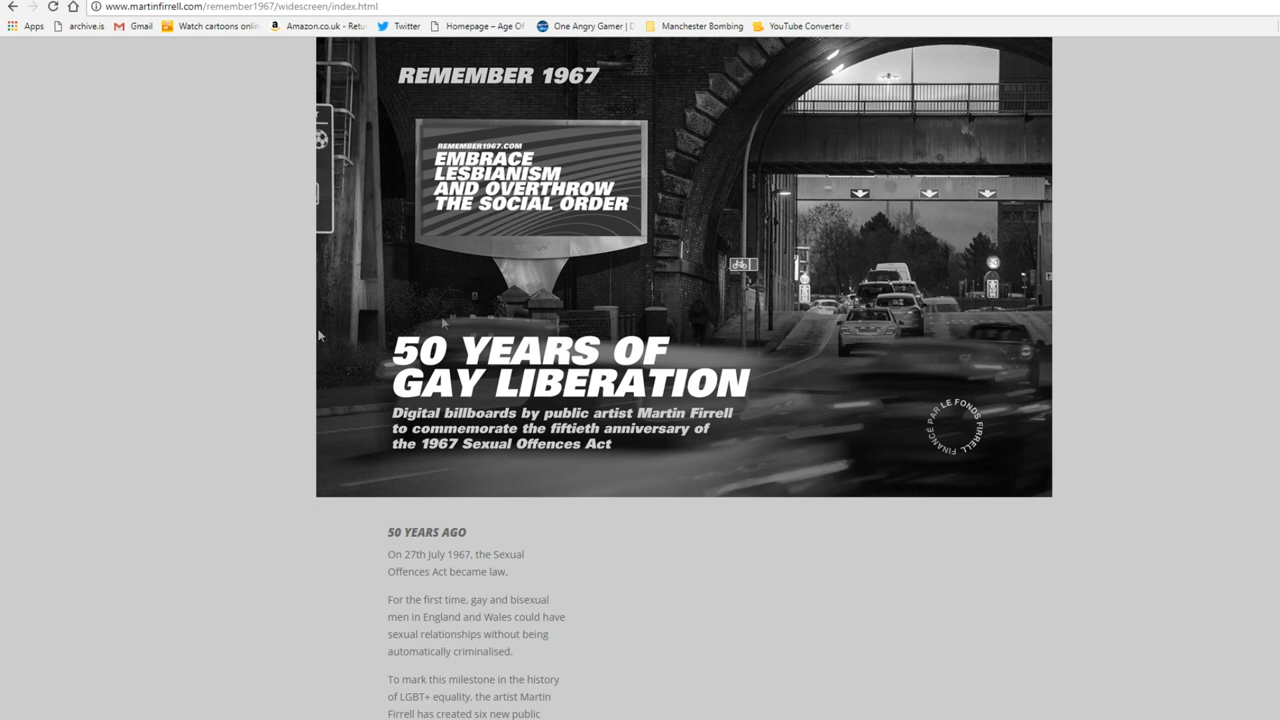 www.martinfirrell.com/remember1967/widescreen/index.html
Apps archive.is Gmail Watch cartoons onlin Amazon.co.uk - Retu Twitter Homepage – Age Of One Angry Gamer | Manchester Bombing YouTube Converter &
REMEMBER 1967
REMEMBER1967.COM
EMBRACE
LESBIANISM
AND OVERTHROW
THE SOCIAL ORDER
50 YEARS OF
GAY LIBERATION
Digital billboards by public artist Martin Firrell
to commemorate the fiftieth anniversary of
the 1967 Sexual Offences Act
FINANCÉ PAR LE FONDS FIRRELL
50 YEARS AGO
On 27th July 1967, the Sexual
Offences Act became law.
For the first time, gay and bisexual
men in England and Wales could have
sexual relationships without being
automatically criminalised.
To mark this milestone in the history
of LGBT+ equality, the artist Martin
Firrell has created six new public